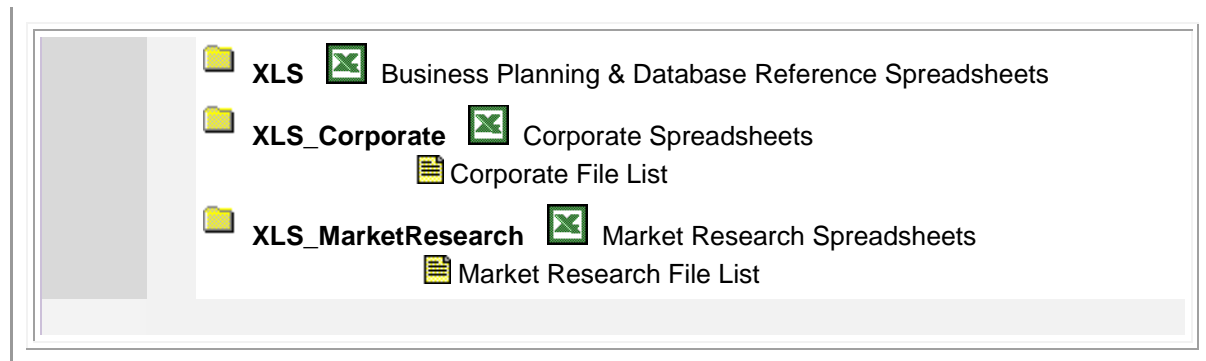 XLS Business Planning & Database Reference Spreadsheets
XLS_Corporate Corporate Spreadsheets
Corporate File List
XLS_MarketResearch Market Research Spreadsheets
Market Research File List